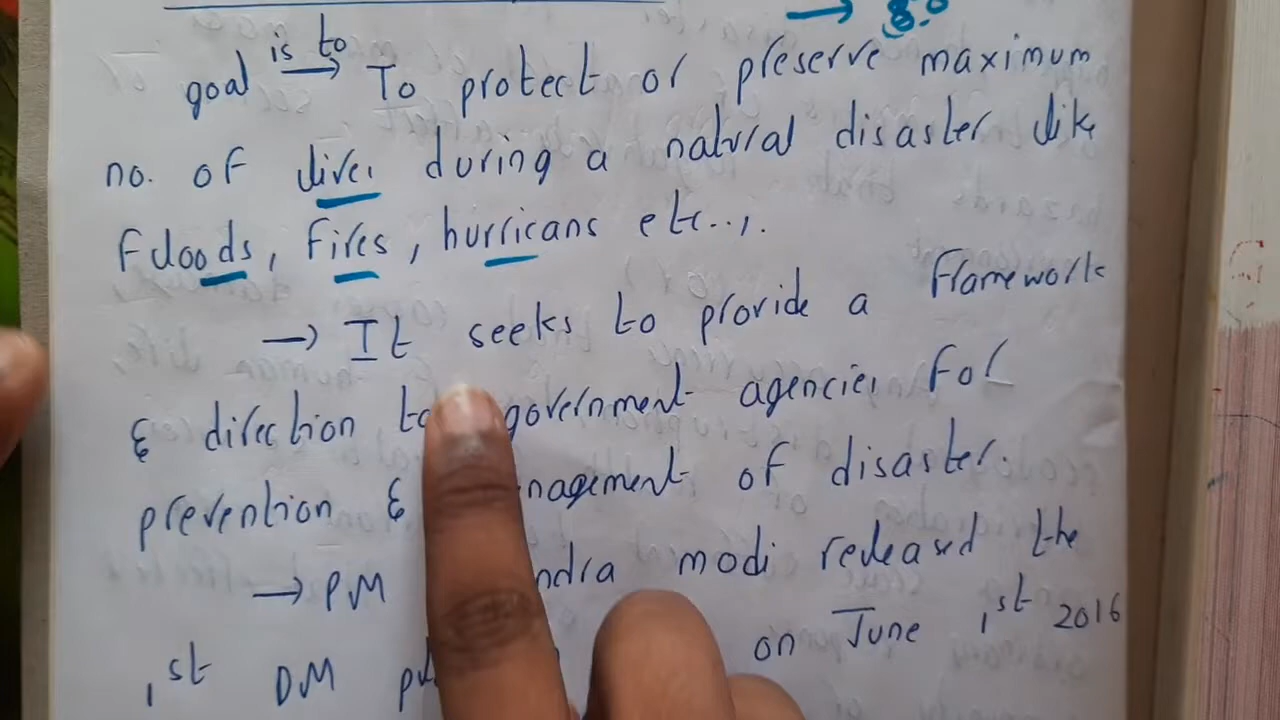 goal is to → To protect or preserve maximum
no. of lives during a natural disaster like
Floods, Fires, hurricans etc..,.
→ It seeks to provide a Framework
& direction to government agencies For
prevention & nagement of disaster.
→ PM ndra modi released the
1st DM on June 1st 2016